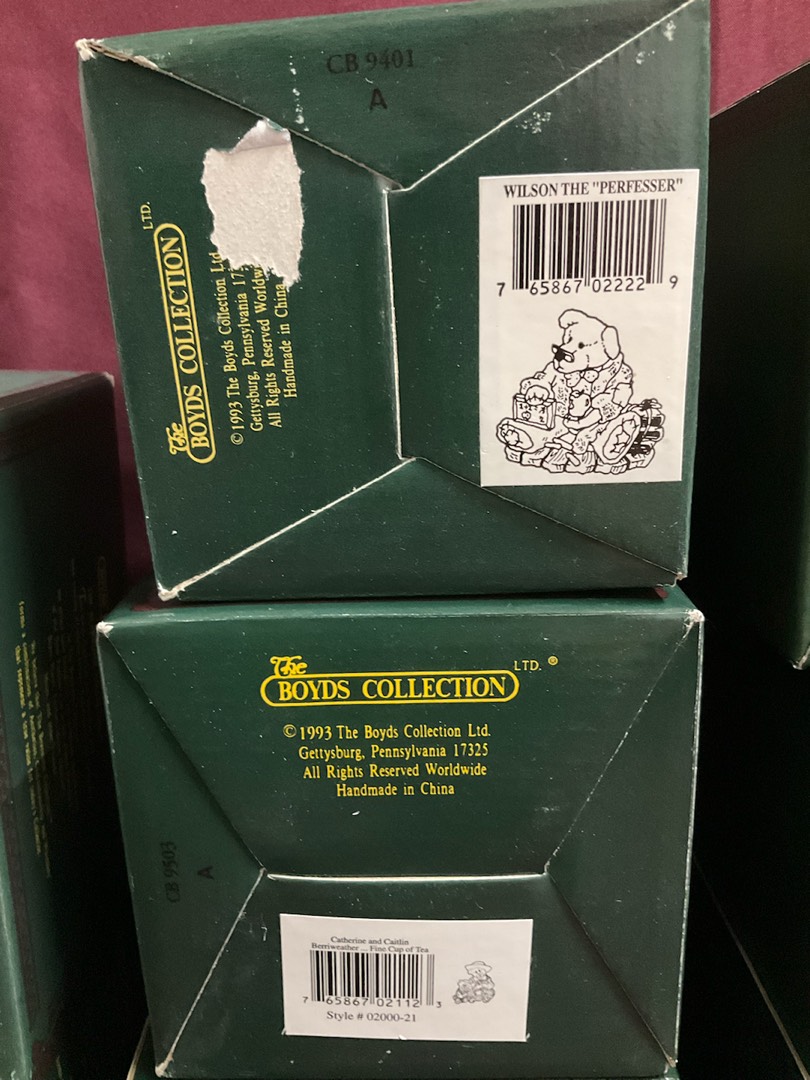 CB 9401
A
WILSON THE "PERFESSER"
7 65867 02222 9
The
BOYDS COLLECTION LTD.
© 1993 The Boyds Collection Ltd
Gettysburg, Pennsylvania 17
All Rights Reserved Worldw
Handmade in China
The
BOYDS COLLECTION LTD. ®
© 1993 The Boyds Collection Ltd.
Gettysburg, Pennsylvania 17325
All Rights Reserved Worldwide
Handmade in China
CB 9503
A
Catherine and Caitlin
Berriweather ... Fine Cup of Tea
7 65867 02112 3
Style # 02000-21